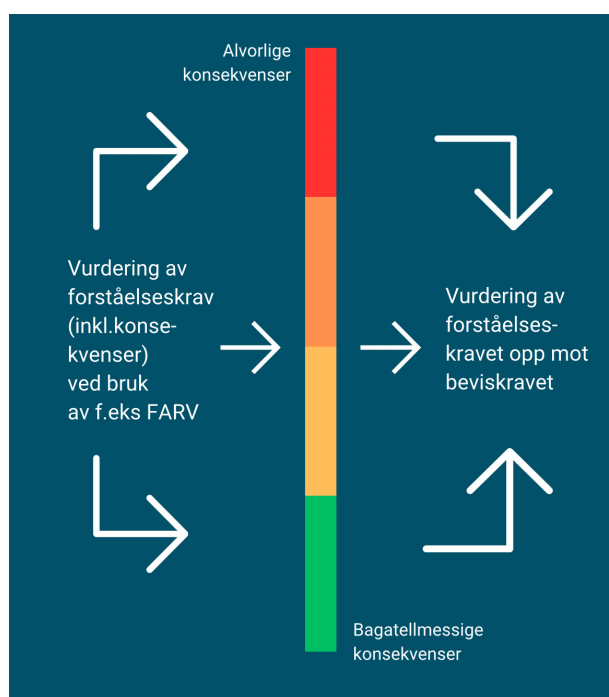 Alvorlige
konsekvenser
Vurdering av
forståelseskrav
(inkl.konse-
kvenser)
ved bruk
av f.eks FARV
Vurdering av
forståelses-
kravet opp mot
beviskravet
Bagatellmessige
konsekvenser